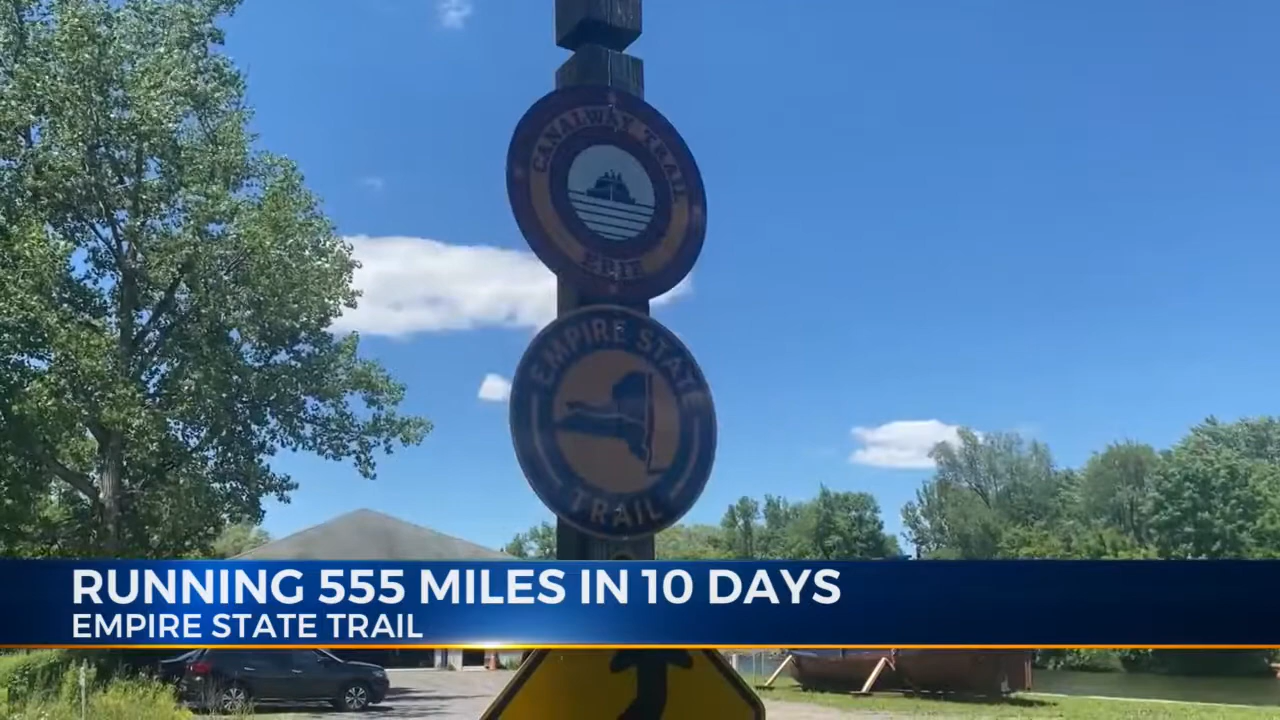 CANALWAY TRAIL
ERIE
EMPIRE STATE
TRAIL
RUNNING 555 MILES IN 10 DAYS
EMPIRE STATE TRAIL